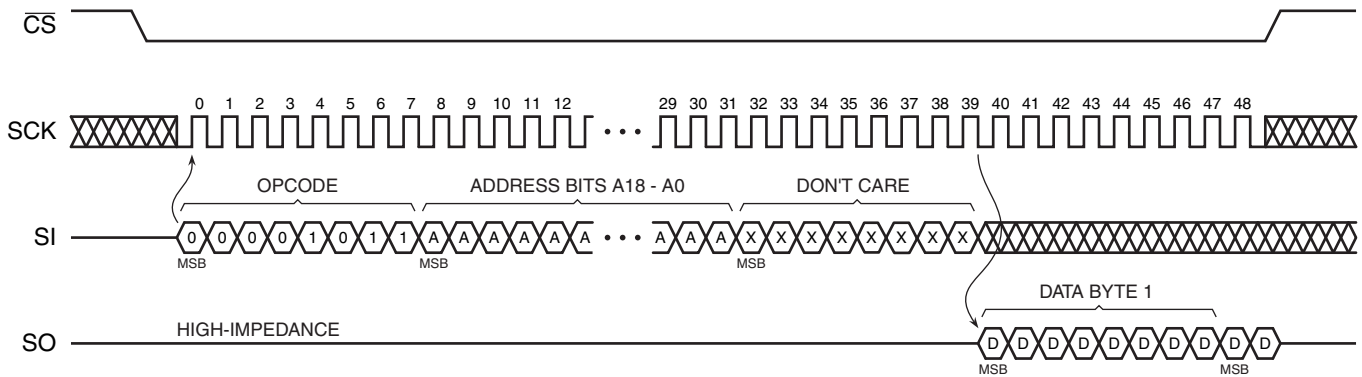 CS
0 1 2 3 4 5 6 7 8 9 10 11 12 29 30 31 32 33 34 35 36 37 38 39 40 41 42 43 44 45 46 47 48
SCK
OPCODE ADDRESS BITS A18 - A0 DON'T CARE
SI 0 0 0 0 1 0 1 1 A A A A A A A A A X X X X X X X X
MSB MSB MSB
DATA BYTE 1
HIGH-IMPEDANCE
SO D D D D D D D D D D
MSB MSB